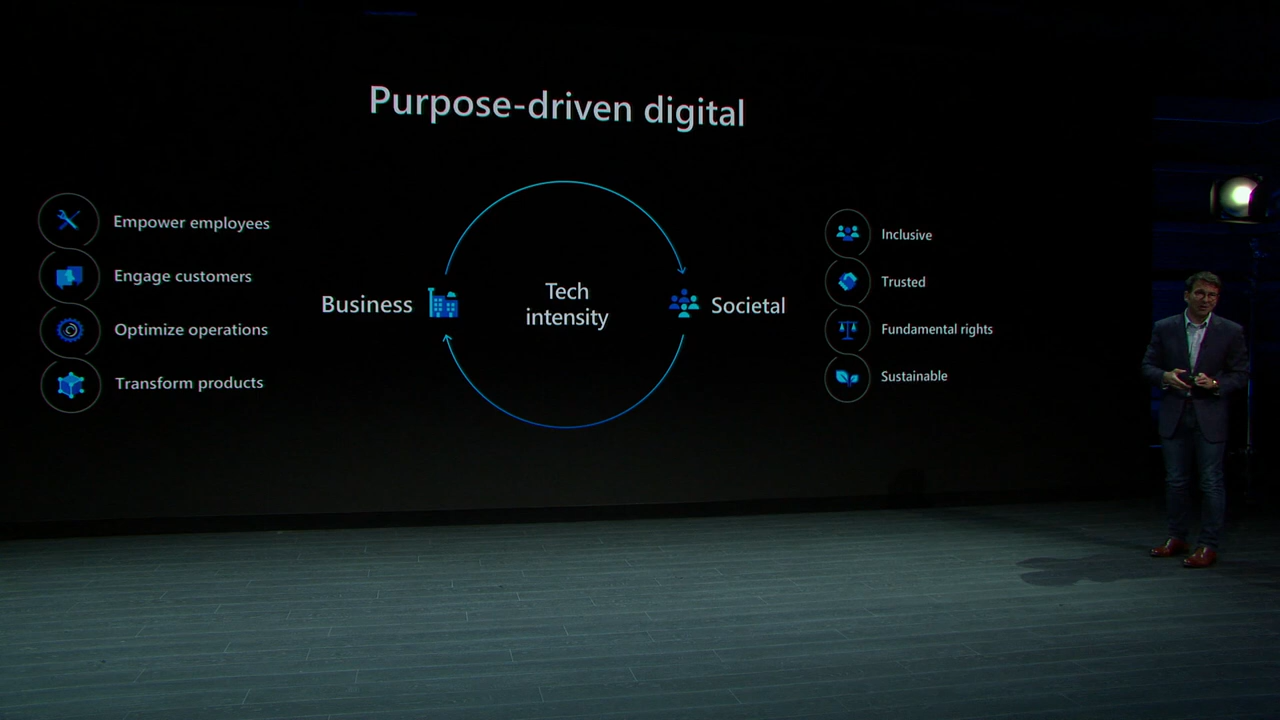 Purpose-driven digital
Empower employees
Engage customers
Optimize operations
Transform products
Business
Tech
intensity
Societal
Inclusive
Trusted
Fundamental rights
Sustainable